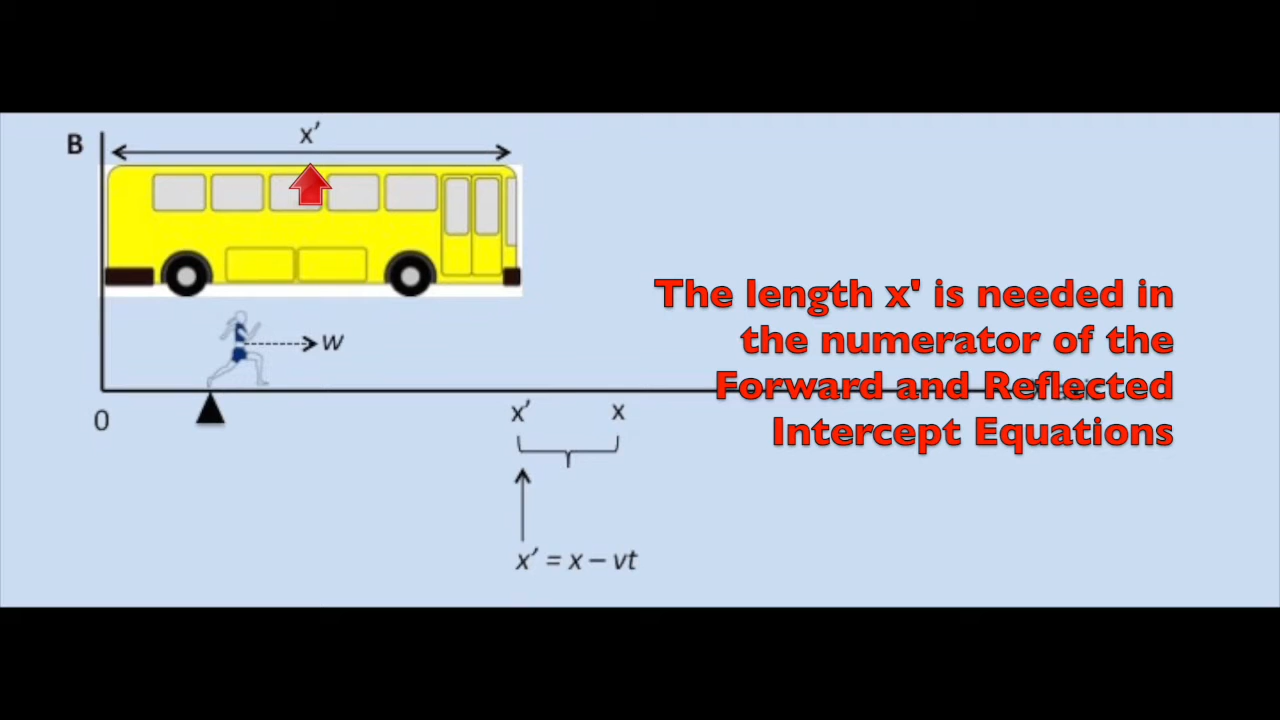 B
x’
The length x' is needed in
w
the numerator of the
Forward and Reflected
0
x’
x
Intercept Equations
x’ = x – vt